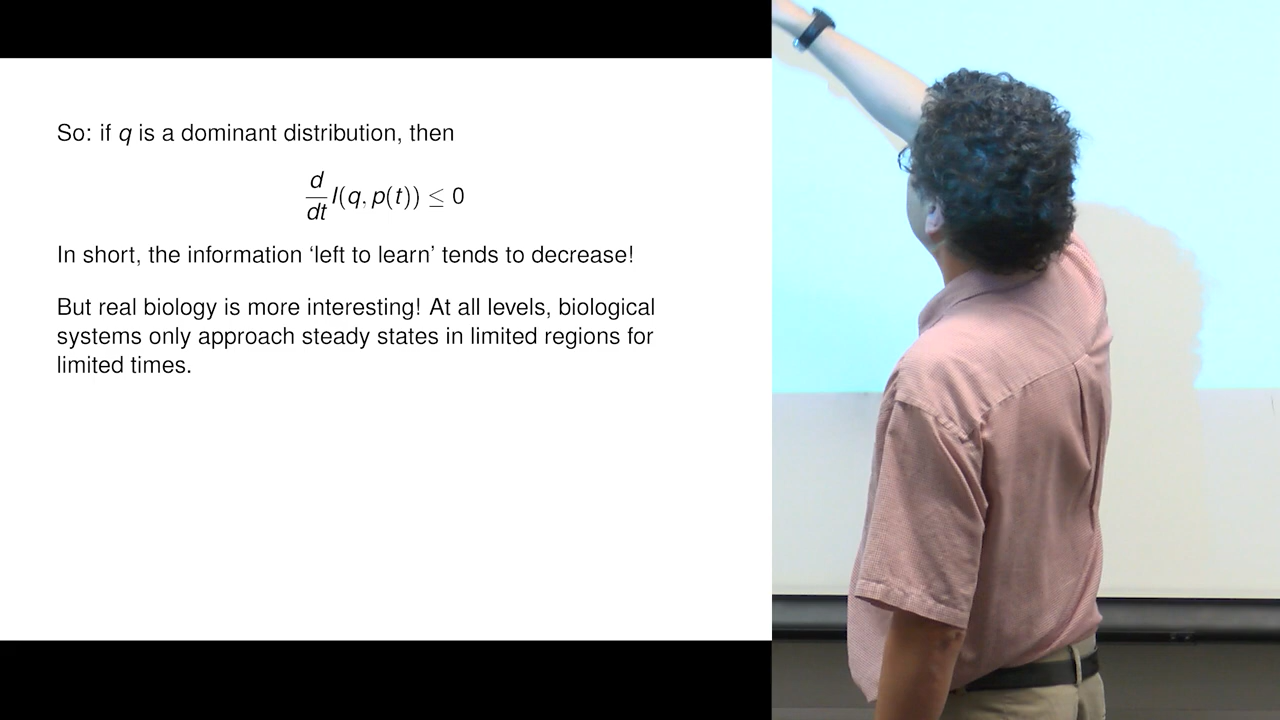 So: if q is a dominant distribution, then
d/dt I(q, p(t)) ≤ 0
In short, the information ‘left to learn’ tends to decrease!
But real biology is more interesting! At all levels, biological
systems only approach steady states in limited regions for
limited times.